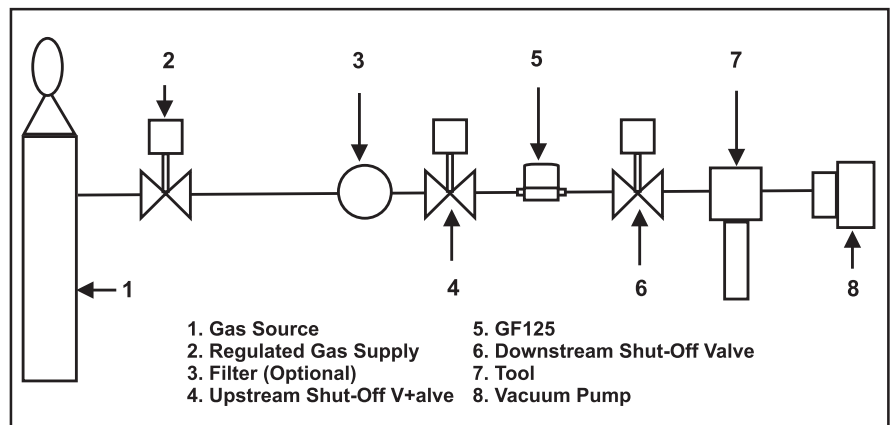 2
3
5
7
1
4
6
8
1. Gas Source
2. Regulated Gas Supply
3. Filter (Optional)
4. Upstream Shut-Off V+alve
5. GF125
6. Downstream Shut-Off Valve
7. Tool
8. Vacuum Pump